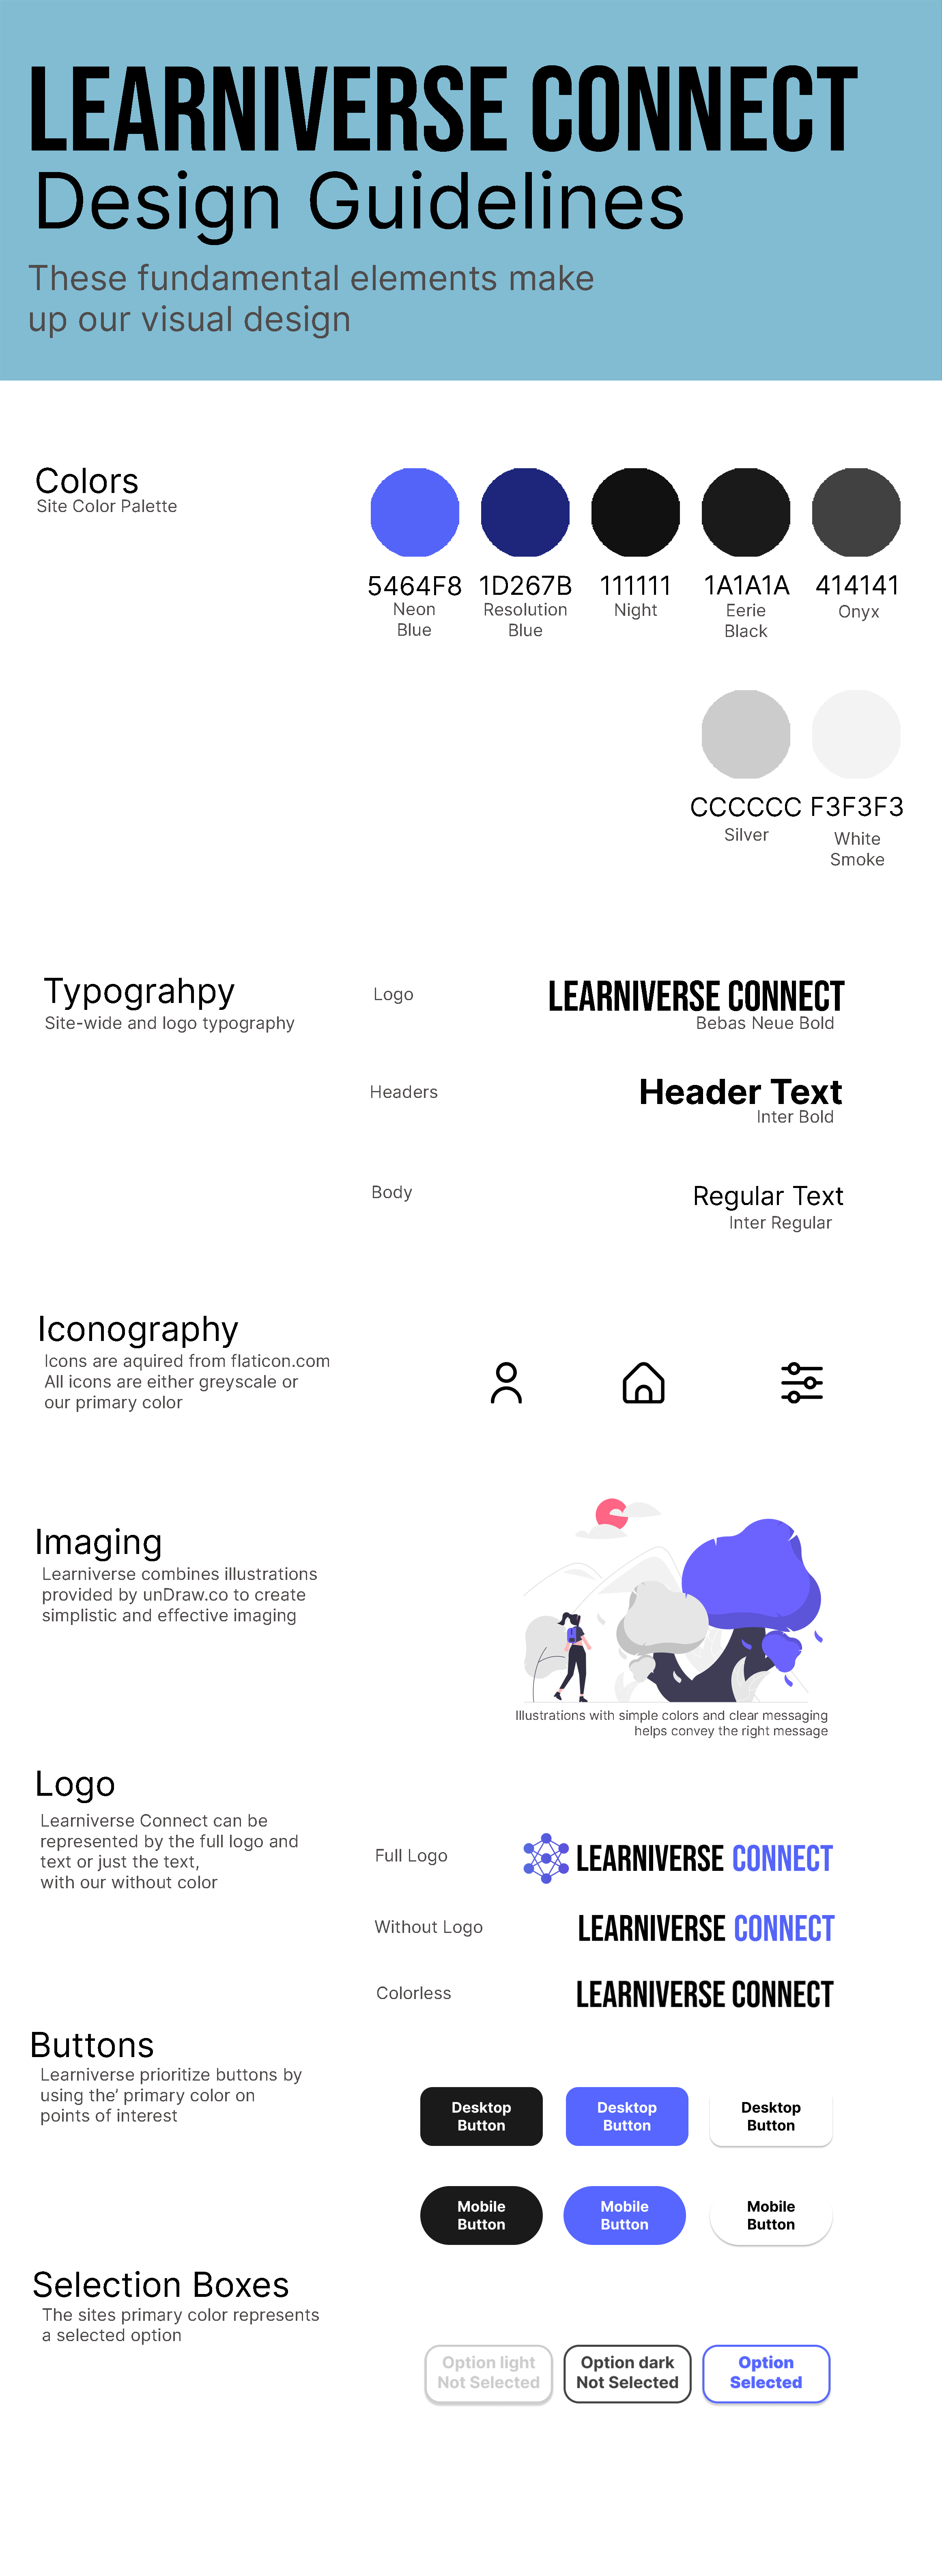 LEARNIVERSE CONNECT
Design Guidelines
These fundamental elements make
up our visual design
Colors
Site Color Palette
5464F8
Neon
Blue
1D267B
Resolution
Blue
111111
Night
1A1A1A
Eerie
Black
414141
Onyx
CCCCCC
Silver
F3F3F3
White
Smoke
Typograhpy
Site-wide and logo typography
Logo
LEARNIVERSE CONNECT
Bebas Neue Bold
Headers
Header Text
Inter Bold
Body
Regular Text
Inter Regular
Iconography
Icons are aquired from flaticon.com
All icons are either greyscale or
our primary color
Imaging
Learniverse combines illustrations
provided by unDraw.co to create
simplistic and effective imaging
Illustrations with simple colors and clear messaging
helps convey the right message
Logo
Learniverse Connect can be
represented by the full logo and
text or just the text,
with our without color
Full Logo
LEARNIVERSE CONNECT
Without Logo
LEARNIVERSE CONNECT
Colorless
LEARNIVERSE CONNECT
Buttons
Learniverse prioritize buttons by
using the’ primary color on
points of interest
Desktop
Button
Desktop
Button
Desktop
Button
Mobile
Button
Mobile
Button
Mobile
Button
Selection Boxes
The sites primary color represents
a selected option
Option light
Not Selected
Option dark
Not Selected
Option
Selected